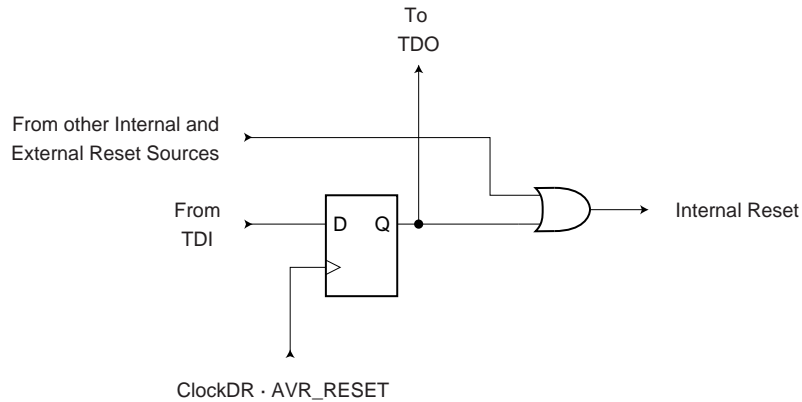 To
TDO
From other Internal and
External Reset Sources
From
TDI
D Q
Internal Reset
ClockDR · AVR_RESET